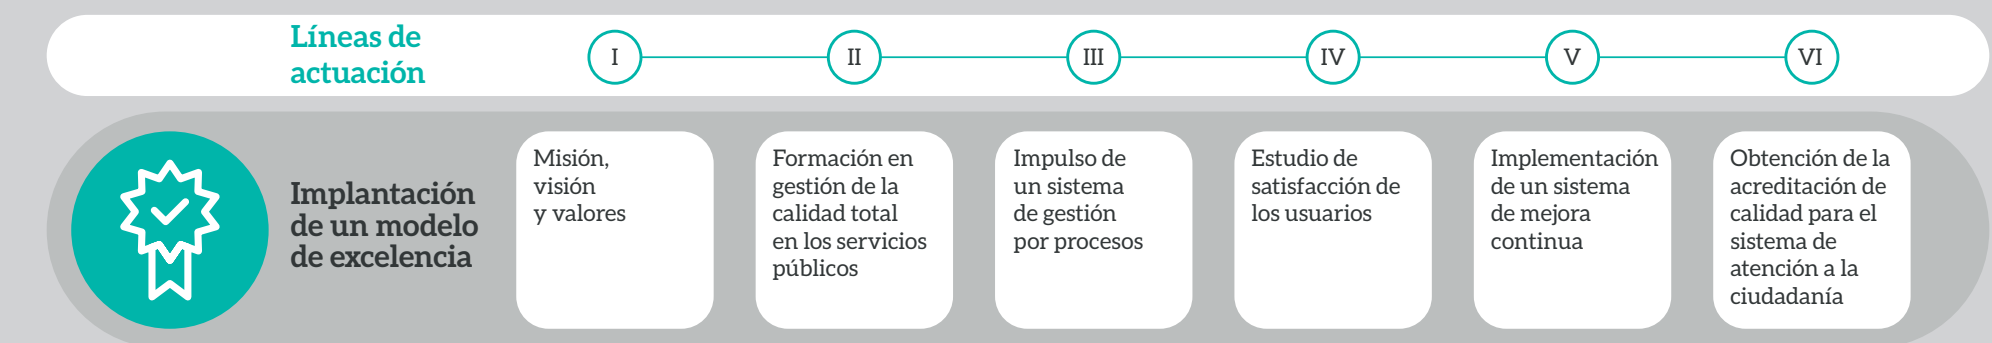 Líneas de
actuación
I
II
III
IV
V
VI
Implantación
de un modelo
de excelencia
Misión,
visión
y valores
Formación en
gestión de la
calidad total
en los servicios
públicos
Impulso de
un sistema
de gestión
por procesos
Estudio de
satisfacción de
los usuarios
Implementación
de un sistema
de mejora
continua
Obtención de la
acreditación de
calidad para el
sistema de
atención a la
ciudadanía